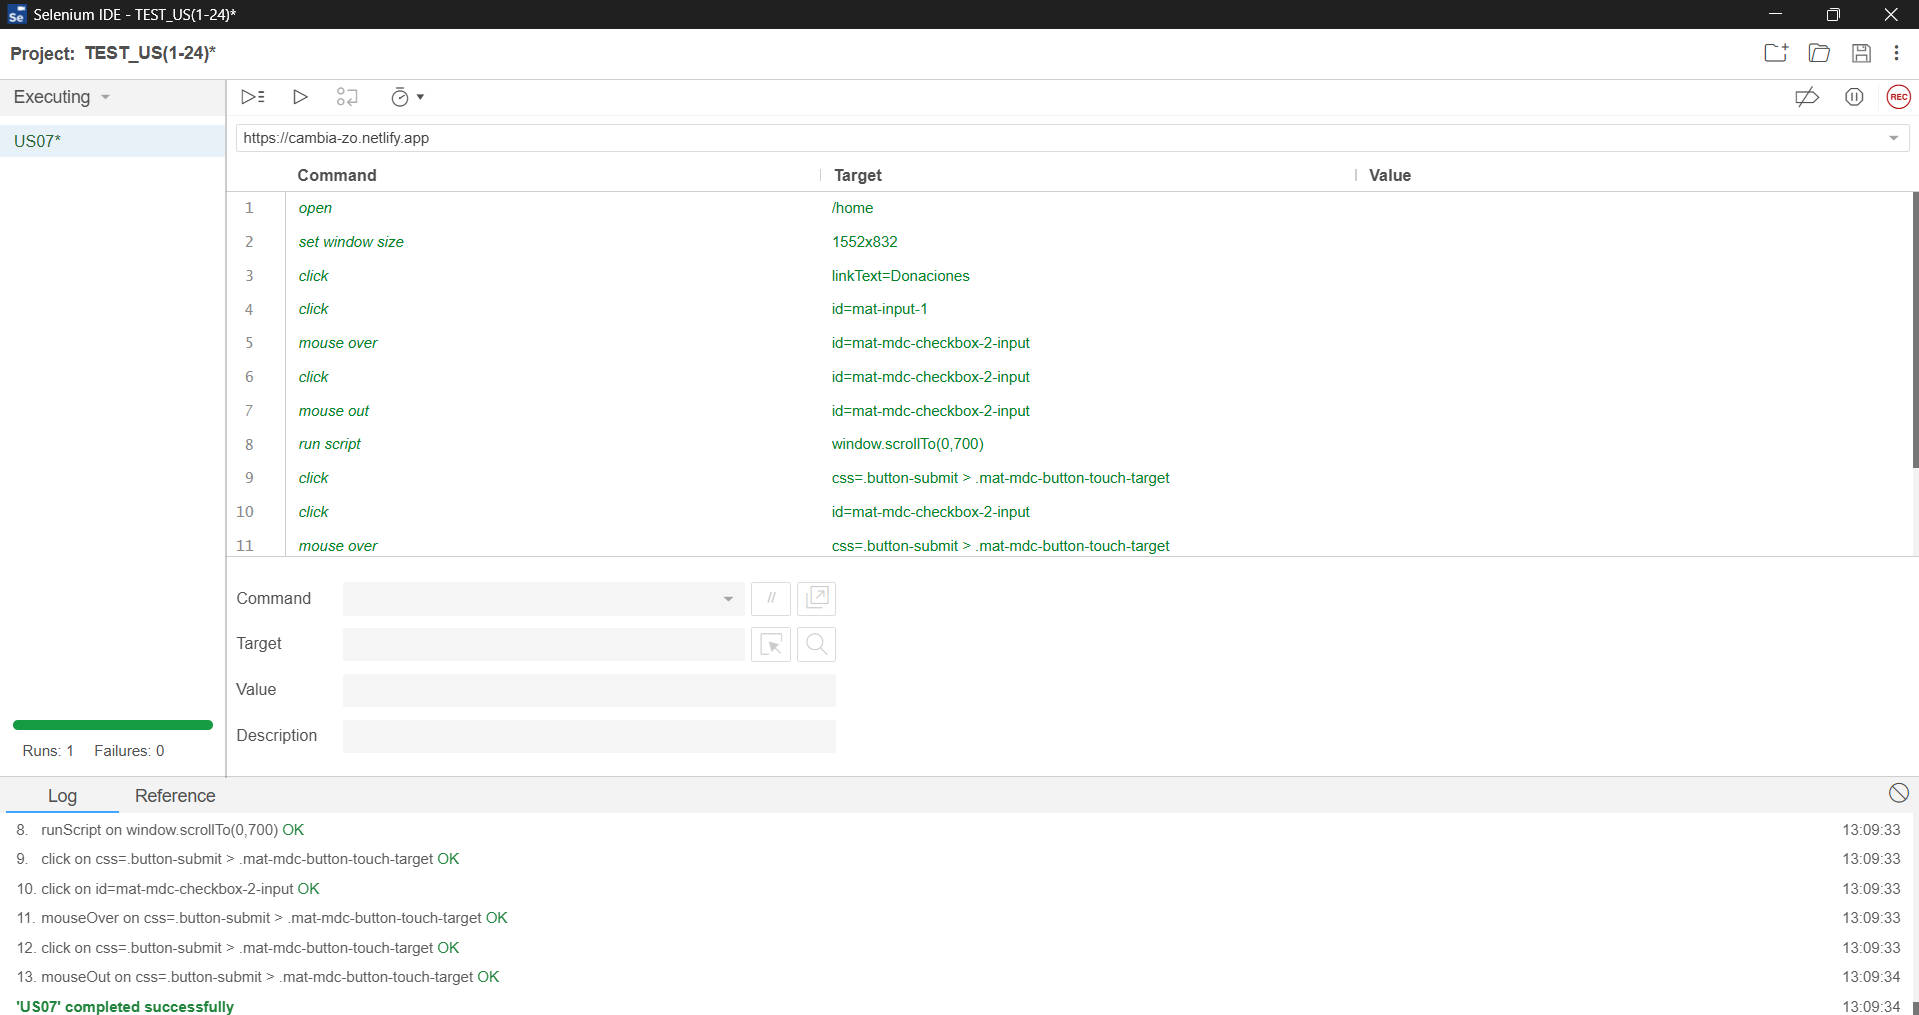 Selenium IDE - TEST_US(1-24)*
Project: TEST_US(1-24)*
Executing
US07*
REC
https://cambia-zo.netlify.app
Command Target Value
1 open /home
2 set window size 1552x832
3 click linkText=Donaciones
4 click id=mat-input-1
5 mouse over id=mat-mdc-checkbox-2-input
6 click id=mat-mdc-checkbox-2-input
7 mouse out id=mat-mdc-checkbox-2-input
8 run script window.scrollTo(0,700)
9 click css=.button-submit > .mat-mdc-button-touch-target
10 click id=mat-mdc-checkbox-2-input
11 mouse over css=.button-submit > .mat-mdc-button-touch-target
Command //
Target
Value
Description
Runs: 1 Failures: 0
Log Reference
8. runScript on window.scrollTo(0,700) OK 13:09:33
9. click on css=.button-submit > .mat-mdc-button-touch-target OK 13:09:33
10. click on id=mat-mdc-checkbox-2-input OK 13:09:33
11. mouseOver on css=.button-submit > .mat-mdc-button-touch-target OK 13:09:33
12. click on css=.button-submit > .mat-mdc-button-touch-target OK 13:09:33
13. mouseOut on css=.button-submit > .mat-mdc-button-touch-target OK 13:09:34
'US07' completed successfully 13:09:34